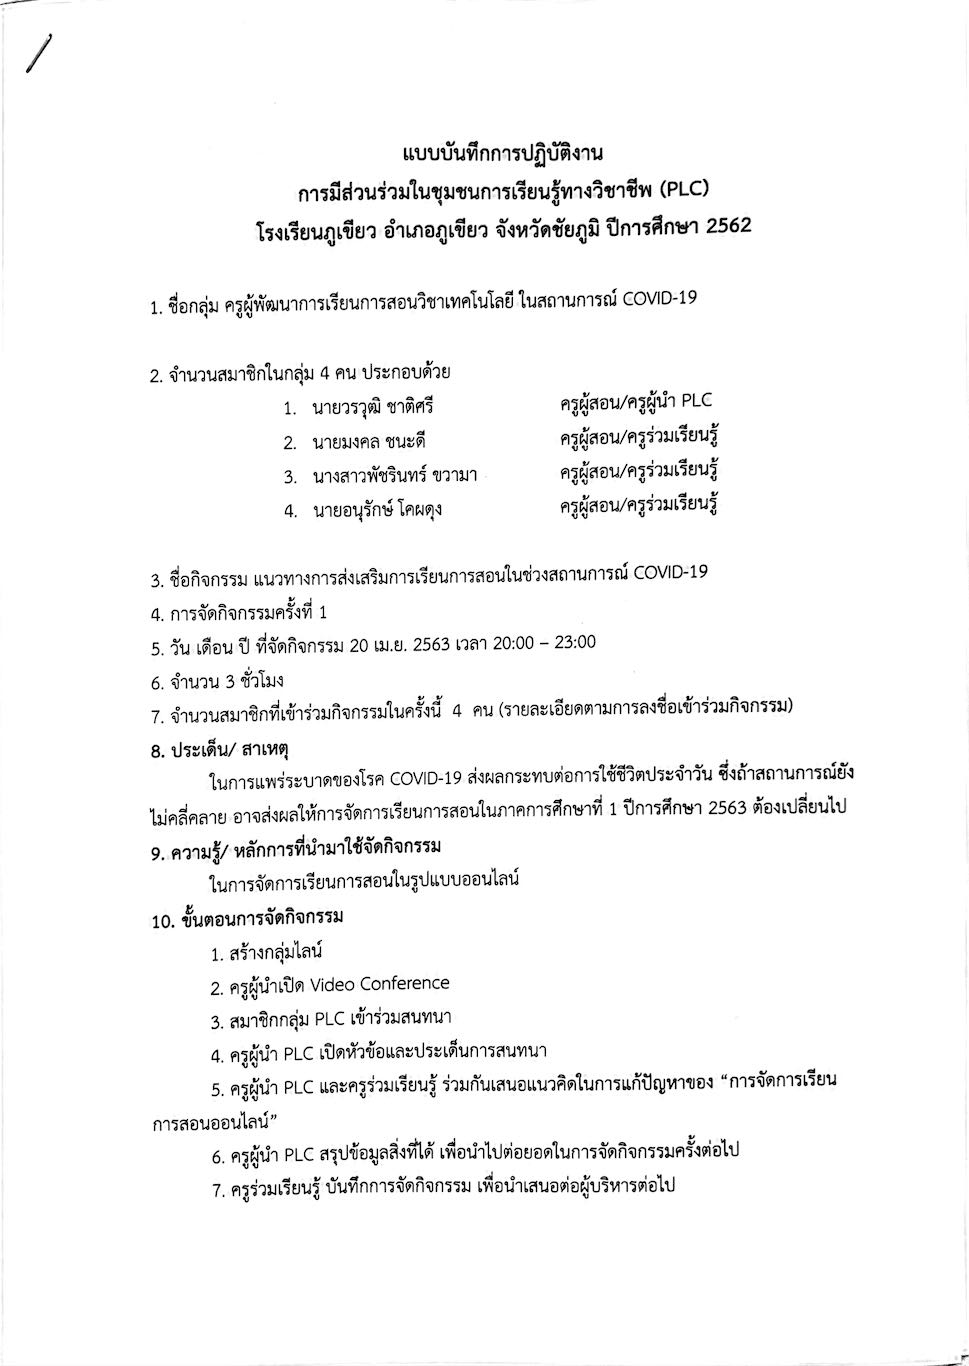 แบบบันทึกการปฏิบัติงาน
การมีส่วนร่วมในชุมชนการเรียนรู้ทางวิชาชีพ (PLC)
โรงเรียนภูเขียว อำเภอภูเขียว จังหวัดชัยภูมิ ปีการศึกษา 2562
1. ชื่อกลุ่ม ครูผู้พัฒนาการเรียนการสอนวิชาเทคโนโลยี ในสถานการณ์ COVID-19
2. จำนวนสมาชิกในกลุ่ม 4 คน ประกอบด้วย
1. นายวรวุฒิ ชาติศรี ครูผู้สอน/ครูผู้นำ PLC
2. นายมงคล ชนะดี ครูผู้สอน/ครูร่วมเรียนรู้
3. นางสาวพัชรินทร์ ขวามา ครูผู้สอน/ครูร่วมเรียนรู้
4. นายอนุรักษ์ โคผดุง ครูผู้สอน/ครูร่วมเรียนรู้
3. ชื่อกิจกรรม แนวทางการส่งเสริมการเรียนการสอนในช่วงสถานการณ์ COVID-19
4. การจัดกิจกรรมครั้งที่ 1
5. วัน เดือน ปี ที่จัดกิจกรรม 20 เม.ย. 2563 เวลา 20:00 – 23:00
6. จำนวน 3 ชั่วโมง
7. จำนวนสมาชิกที่เข้าร่วมกิจกรรมในครั้งนี้ 4 คน (รายละเอียดตามการลงชื่อเข้าร่วมกิจกรรม)
8. ประเด็น/ สาเหตุ
ในการแพร่ระบาดของโรค COVID-19 ส่งผลกระทบต่อการใช้ชีวิตประจำวัน ซึ่งถ้าสถานการณ์ยัง
ไม่คลี่คลาย อาจส่งผลให้การจัดการเรียนการสอนในภาคการศึกษาที่ 1 ปีการศึกษา 2563 ต้องเปลี่ยนไป
9. ความรู้/ หลักการที่นำมาใช้จัดกิจกรรม
ในการจัดการเรียนการสอนในรูปแบบออนไลน์
10. ขั้นตอนการจัดกิจกรรม
1. สร้างกลุ่มไลน์
2. ครูผู้นำเปิด Video Conference
3. สมาชิกกลุ่ม PLC เข้าร่วมสนทนา
4. ครูผู้นำ PLC เปิดหัวข้อและประเด็นการสนทนา
5. ครูผู้นำ PLC และครูร่วมเรียนรู้ ร่วมกันเสนอแนวคิดในการแก้ปัญหาของ “การจัดการเรียน
การสอนออนไลน์”
6. ครูผู้นำ PLC สรุปข้อมูลสิ่งที่ได้ เพื่อนำไปต่อยอดในการจัดกิจกรรมครั้งต่อไป
7. ครูร่วมเรียนรู้ บันทึกการจัดกิจกรรม เพื่อนำเสนอต่อผู้บริหารต่อไป